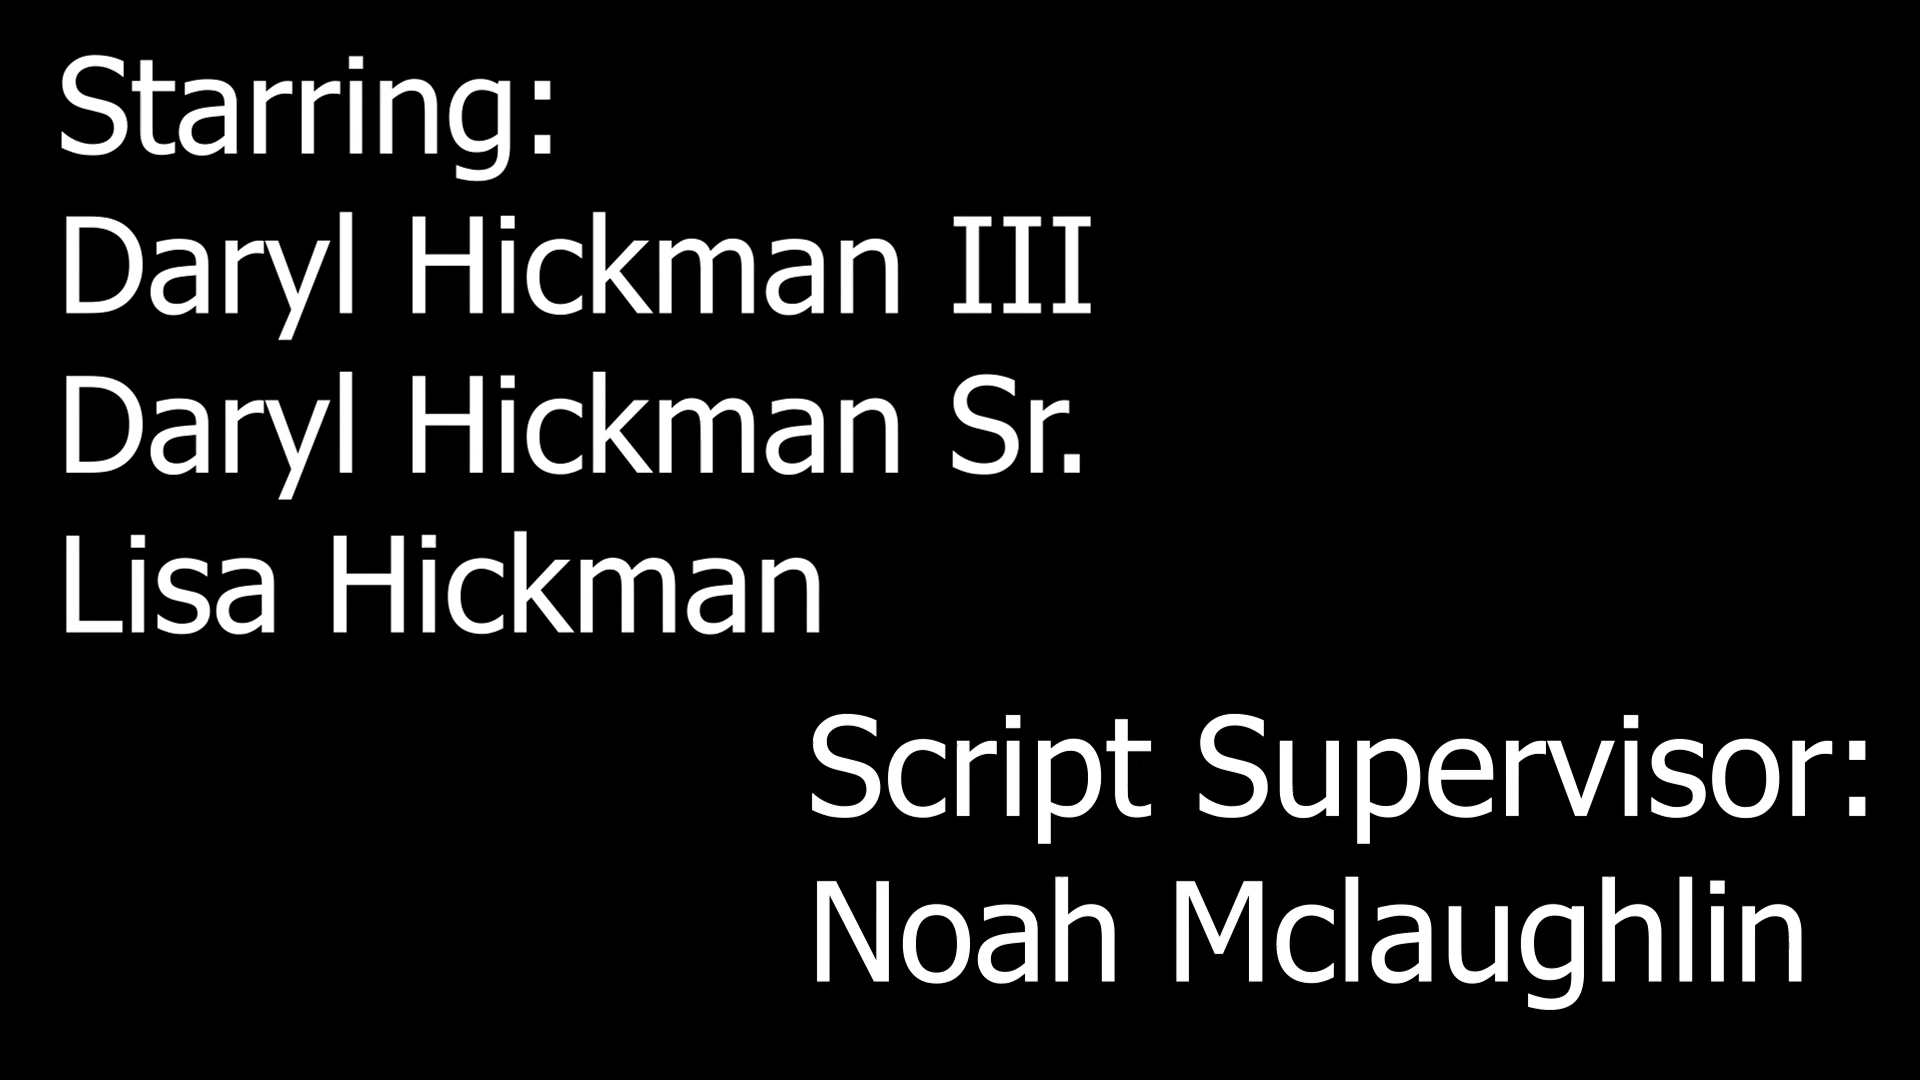 Starring:
Daryl Hickman III
Daryl Hickman Sr.
Lisa Hickman
Script Supervisor:
Noah Mclaughlin